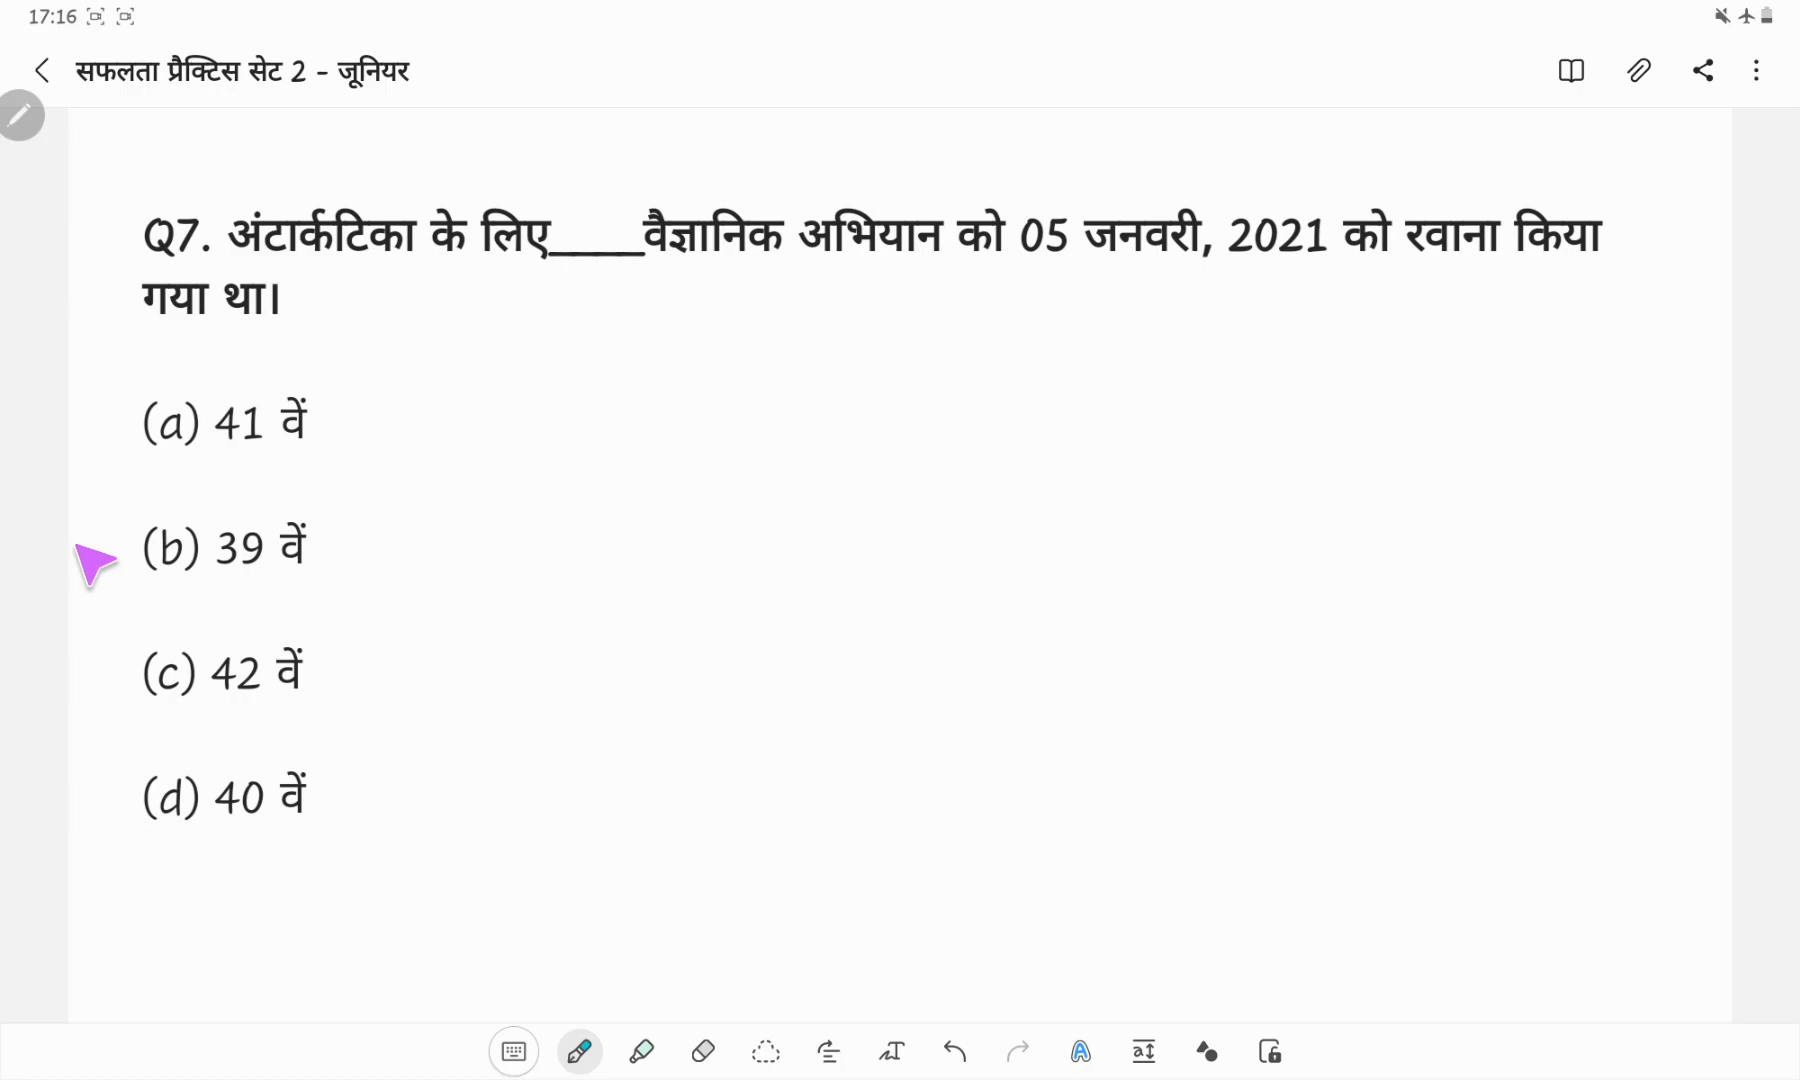 17:16
सफलता प्रैक्टिस सेट 2 - जूनियर
Q7. अंटार्कटिका के लिए____वैज्ञानिक अभियान को 05 जनवरी, 2021 को रवाना किया
गया था।
(a) 41 वें
(b) 39 वें
(c) 42 वें
(d) 40 वें